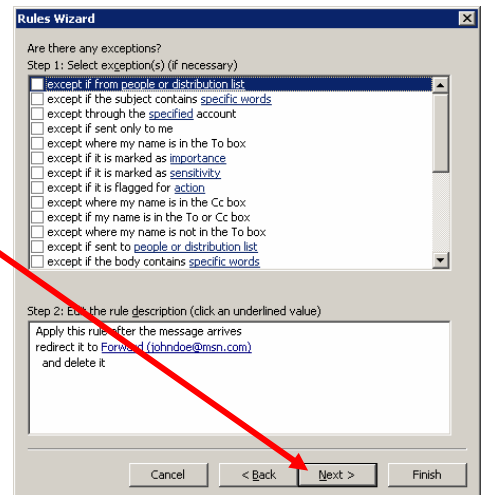 Rules Wizard
Are there any exceptions?
Step 1: Select exception(s) (if necessary)
except if from people or distribution list
except if the subject contains specific words
except through the specified account
except if sent only to me
except where my name is in the To box
except if it is marked as importance
except if it is marked as sensitivity
except if it is flagged for action
except where my name is in the Cc box
except if my name is in the To or Cc box
except where my name is not in the To box
except if sent to people or distribution list
except if the body contains specific words
Step 2: Edit the rule description (click an underlined value)
Apply this rule after the message arrives
redirect it to Forward (johndoe@msn.com)
and delete it
Cancel < Back Next > Finish